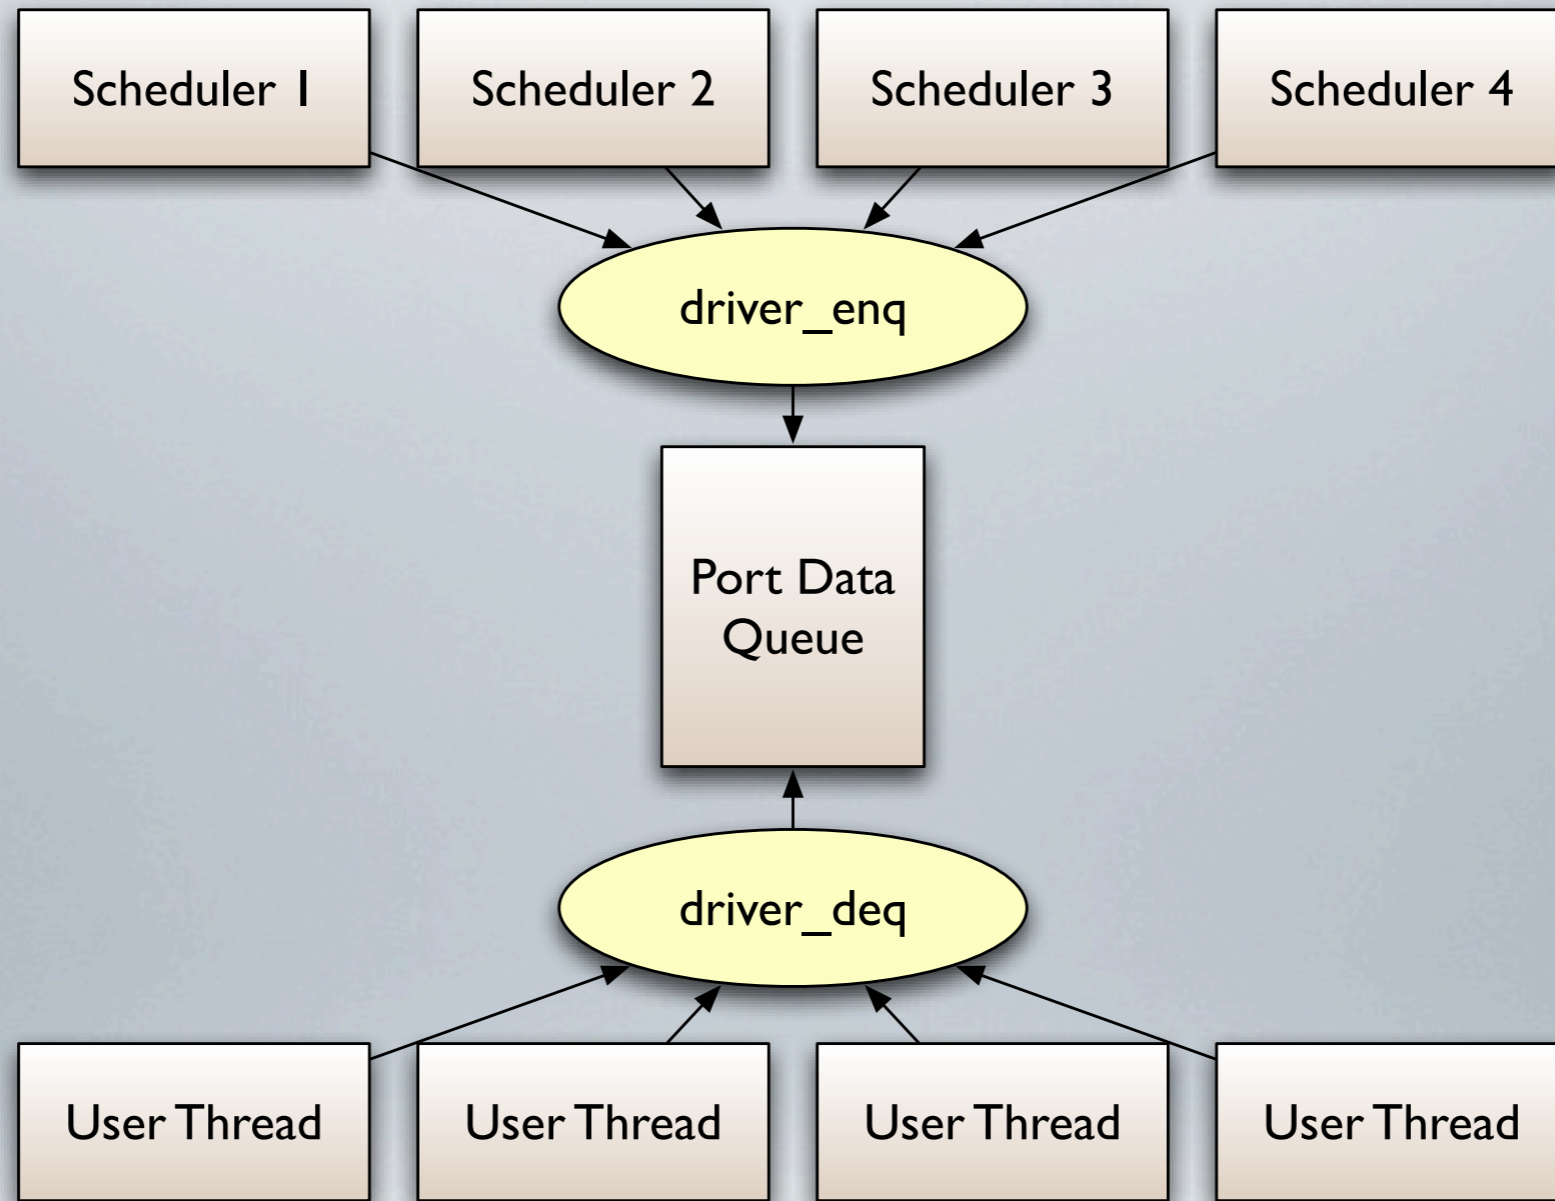 Scheduler 1
Scheduler 2
Scheduler 3
Scheduler 4
driver_enq
Port Data
Queue
driver_deq
User Thread
User Thread
User Thread
User Thread